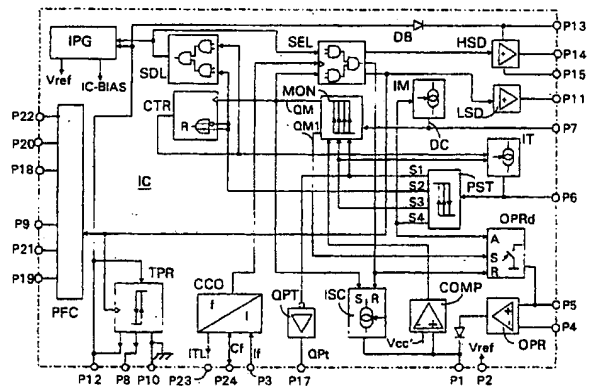 IPG
Vref
IC-BIAS
SDL
SEL
DB
HSD
P13
P14
P15
CTR
R
MON
QM
QM1
IM
DC
LSD
P11
P7
IT
P22
P20
P18
IC
S1
S2
S3
S4
PST
P6
OPRd
A
S
R
P9
P21
P19
PFC
TPR
CCO
f
I
QPT
ISC
S R
COMP
Vcc
OPR
P5
P4
ITL
Cf
If
QPt
Vref
P12
P8
P10
P23
P24
P3
P17
P1
P2